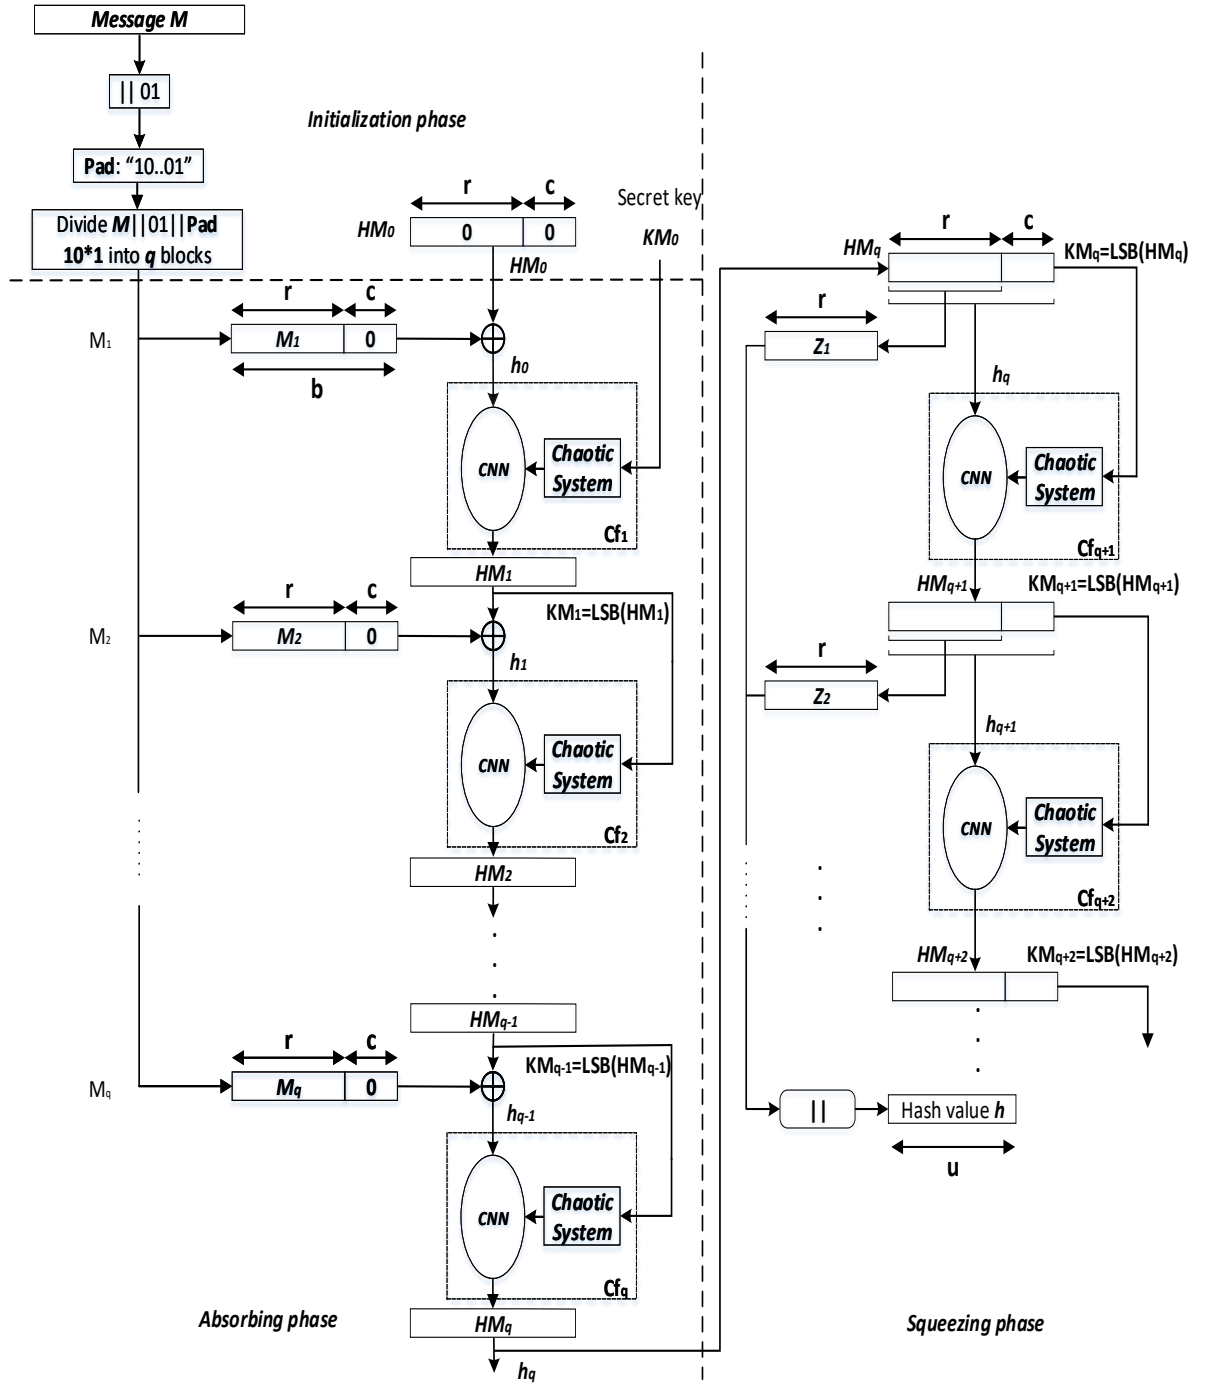 Message M
|| 01
Pad: “10..01”
Divide M||01||Pad
10*1 into q blocks
Initialization phase
r
c
HM0
0
0
HM0
Secret key
KM0
M1
r
c
M1
0
b
h0
CNN
Chaotic
System
Cf1
HM1
KM1=LSB(HM1)
M2
r
c
M2
0
h1
CNN
Chaotic
System
Cf2
HM2
HMq-1
KMq-1=LSB(HMq-1)
Mq
r
c
Mq
0
hq-1
CNN
Chaotic
System
Cfq
HMq
hq
Absorbing phase
r
c
HMq
KMq=LSB(HMq)
r
Z1
hq
CNN
Chaotic
System
Cfq+1
HMq+1
KMq+1=LSB(HMq+1)
r
Z2
hq+1
CNN
Chaotic
System
Cfq+2
HMq+2
KMq+2=LSB(HMq+2)
||
Hash value h
u
Squeezing phase